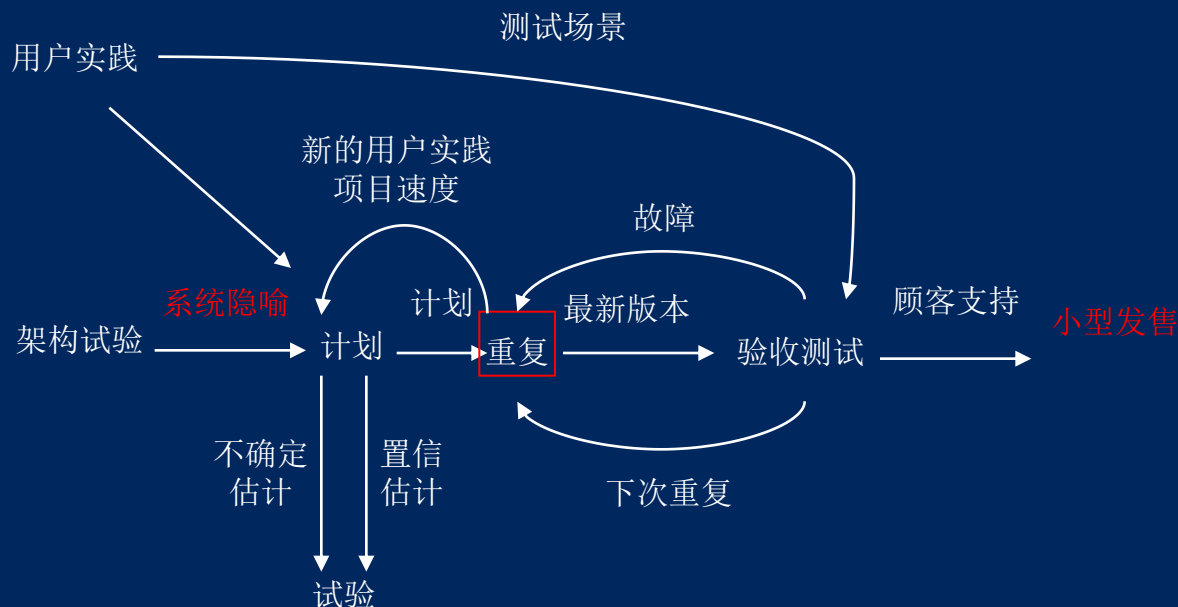 测试场景
用户实践
新的用户实践
项目速度
故障
系统隐喻
计划
最新版本
顾客支持
小型发售
架构试验
计划
重复
验收测试
不确定
估计
置信
估计
下次重复
试验